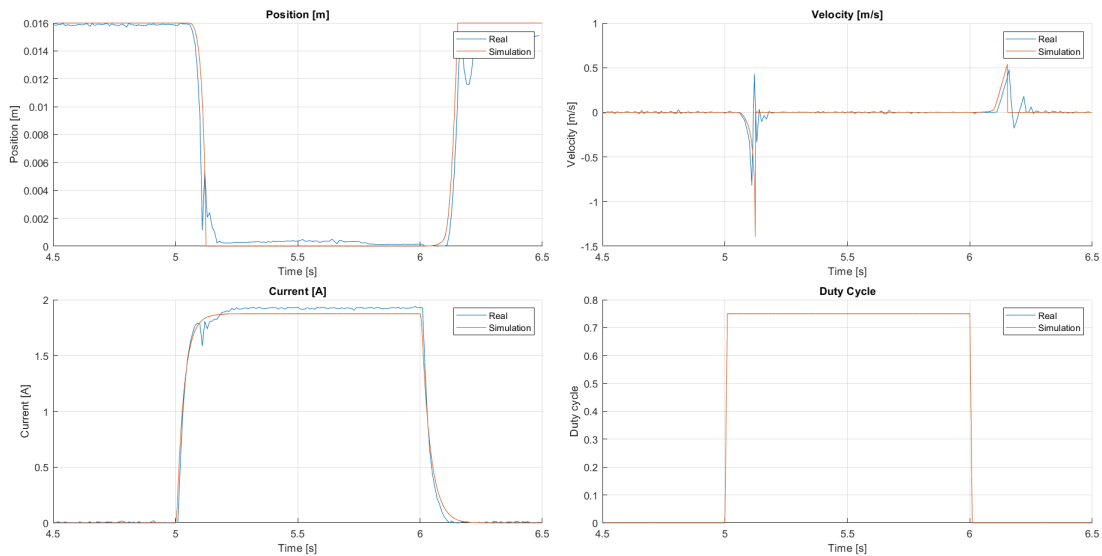 Position [m]
Position [m]
0.016
0.014
0.012
0.01
0.008
0.006
0.004
0.002
0
4.5 5 5.5 6 6.5
Time [s]
Real
Simulation
Velocity [m/s]
Velocity [m/s]
1
0.5
0
-0.5
-1
-1.5
4.5 5 5.5 6 6.5
Time [s]
Real
Simulation
Current [A]
Current [A]
2
1.5
1
0.5
0
4.5 5 5.5 6 6.5
Time [s]
Real
Simulation
Duty Cycle
Duty cycle
0.8
0.7
0.6
0.5
0.4
0.3
0.2
0.1
0
4.5 5 5.5 6 6.5
Time [s]
Real
Simulation